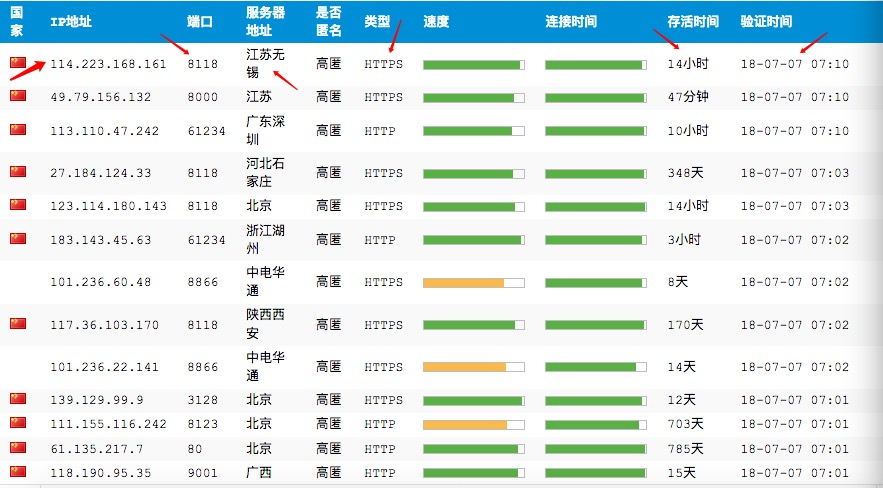 国家 IP地址 端口 服务器地址 是否匿名 类型 速度 连接时间 存活时间 验证时间
114.223.168.161 8118 江苏无锡 高匿 HTTPS 14小时 18-07-07 07:10
49.79.156.132 8000 江苏 高匿 HTTPS 47分钟 18-07-07 07:10
113.110.47.242 61234 广东深圳 高匿 HTTP 10小时 18-07-07 07:10
27.184.124.33 8118 河北石家庄 高匿 HTTPS 348天 18-07-07 07:03
123.114.180.143 8118 北京 高匿 HTTPS 14小时 18-07-07 07:03
183.143.45.63 61234 浙江湖州 高匿 HTTP 3小时 18-07-07 07:02
101.236.60.48 8866 中电华通 高匿 HTTPS 8天 18-07-07 07:02
117.36.103.170 8118 陕西西安 高匿 HTTPS 170天 18-07-07 07:02
101.236.22.141 8866 中电华通 高匿 HTTPS 14天 18-07-07 07:02
139.129.99.9 3128 北京 高匿 HTTPS 12天 18-07-07 07:01
111.155.116.242 8123 北京 高匿 HTTP 703天 18-07-07 07:01
61.135.217.7 80 北京 高匿 HTTP 785天 18-07-07 07:01
118.190.95.35 9001 广西 高匿 HTTP 15天 18-07-07 07:01